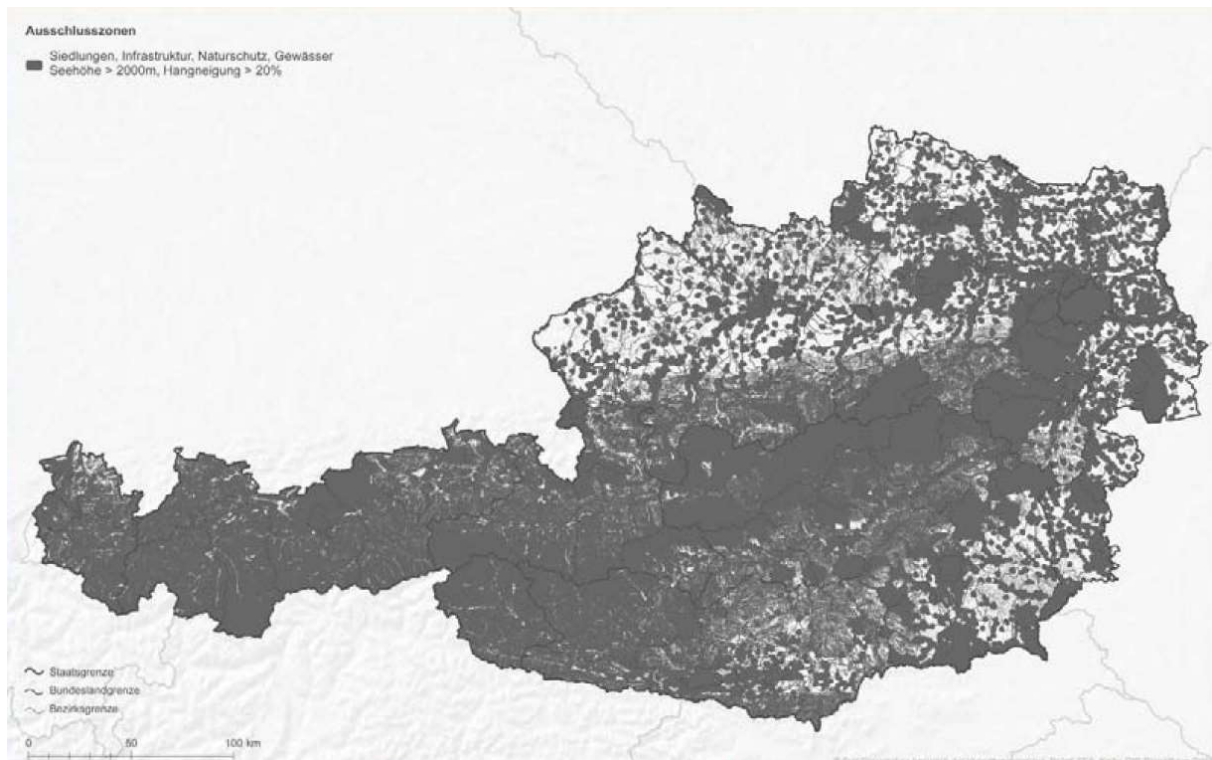 Ausschlusszonen
Siedlungen, Infrastruktur, Naturschutz, Gewässer
Seehöhe > 2000m, Hangneigung > 20%
Staatsgrenze
Bundeslandgrenze
Bezirksgrenze
0 50 100 km